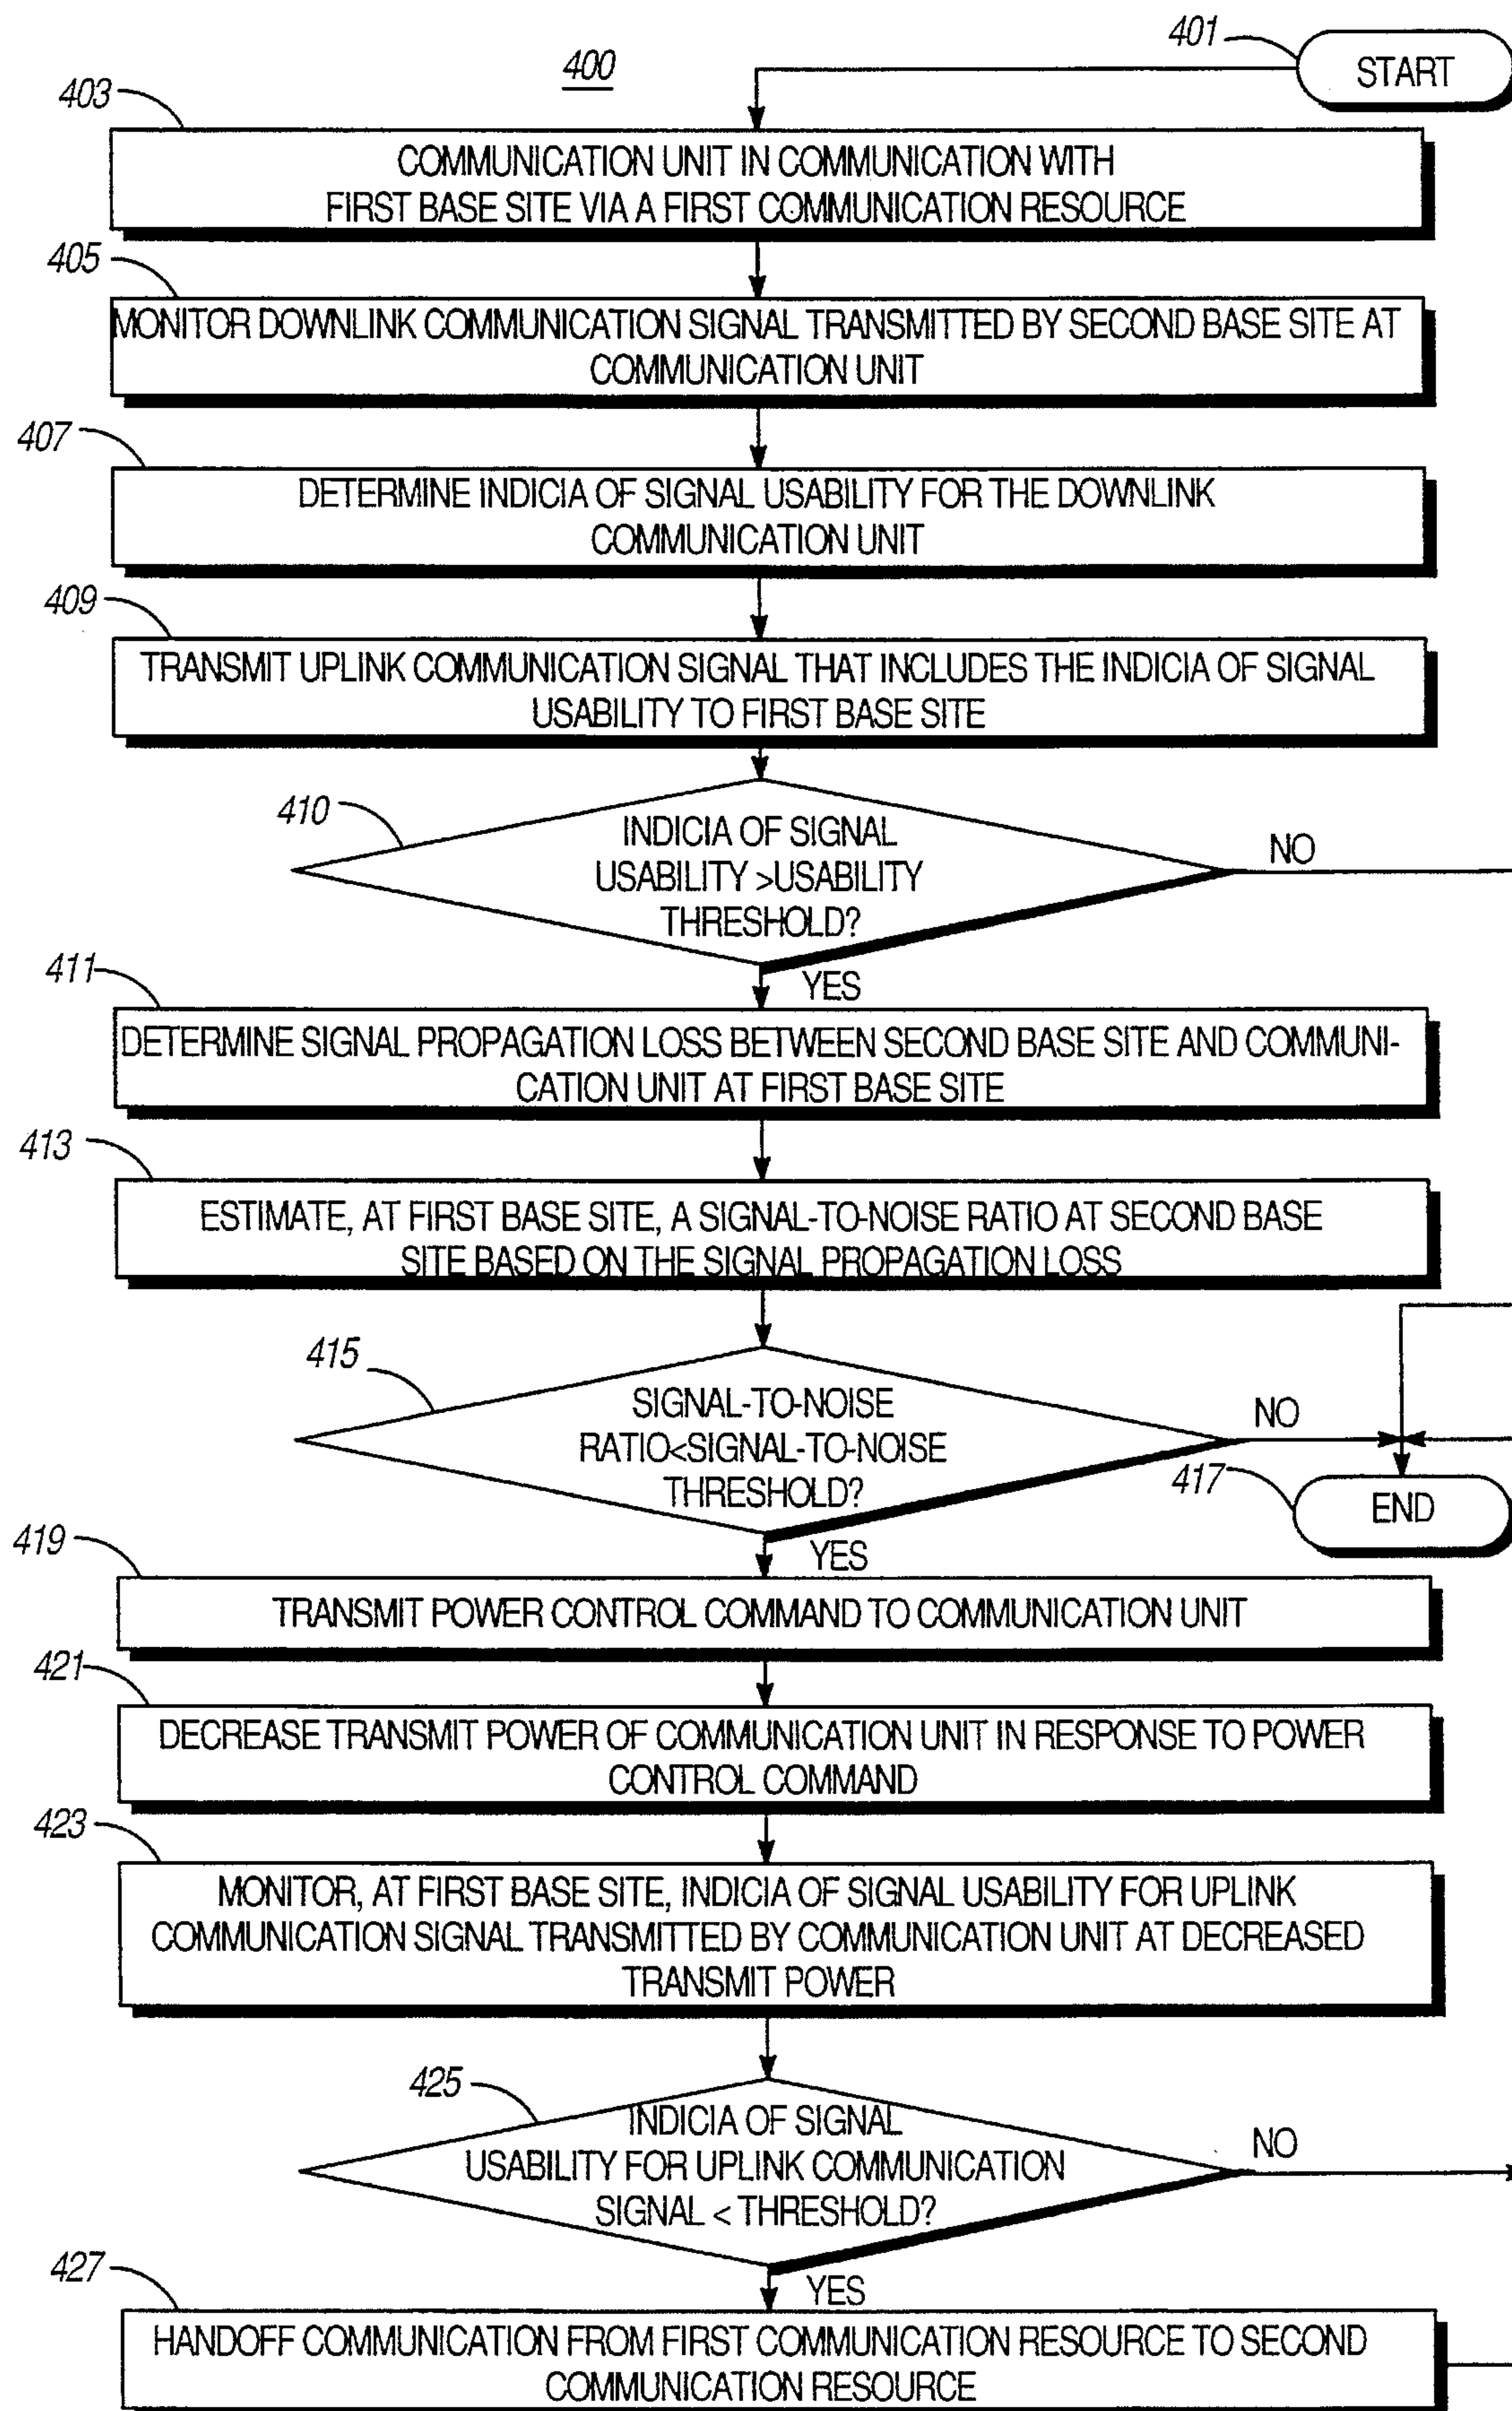 400
401
START
403
COMMUNICATION UNIT IN COMMUNICATION WITH
FIRST BASE SITE VIA A FIRST COMMUNICATION RESOURCE
405
MONITOR DOWNLINK COMMUNICATION SIGNAL TRANSMITTED BY SECOND BASE SITE AT
COMMUNICATION UNIT
407
DETERMINE INDICIA OF SIGNAL USABILITY FOR THE DOWNLINK
COMMUNICATION UNIT
409
TRANSMIT UPLINK COMMUNICATION SIGNAL THAT INCLUDES THE INDICIA OF SIGNAL
USABILITY TO FIRST BASE SITE
410
INDICIA OF SIGNAL
USABILITY >USABILITY
THRESHOLD?
NO
YES
411
DETERMINE SIGNAL PROPAGATION LOSS BETWEEN SECOND BASE SITE AND COMMUNI-
CATION UNIT AT FIRST BASE SITE
413
ESTIMATE, AT FIRST BASE SITE, A SIGNAL-TO-NOISE RATIO AT SECOND BASE
SITE BASED ON THE SIGNAL PROPAGATION LOSS
415
SIGNAL-TO-NOISE
RATIO<SIGNAL-TO-NOISE
THRESHOLD?
NO
417
END
YES
419
TRANSMIT POWER CONTROL COMMAND TO COMMUNICATION UNIT
421
DECREASE TRANSMIT POWER OF COMMUNICATION UNIT IN RESPONSE TO POWER
CONTROL COMMAND
423
MONITOR, AT FIRST BASE SITE, INDICIA OF SIGNAL USABILITY FOR UPLINK
COMMUNICATION SIGNAL TRANSMITTED BY COMMUNICATION UNIT AT DECREASED
TRANSMIT POWER
425
INDICIA OF SIGNAL
USABILITY FOR UPLINK COMMUNICATION
SIGNAL < THRESHOLD?
NO
YES
427
HANDOFF COMMUNICATION FROM FIRST COMMUNICATION RESOURCE TO SECOND
COMMUNICATION RESOURCE